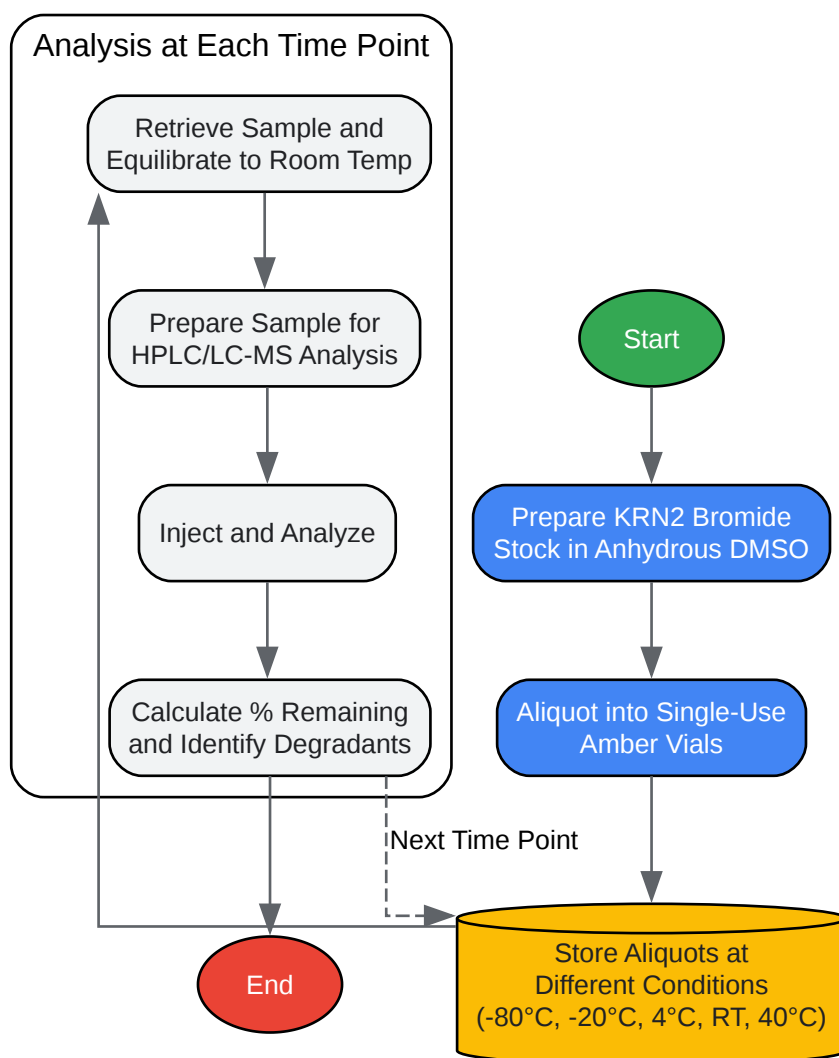 Analysis at Each Time Point
Retrieve Sample and
Equilibrate to Room Temp
Prepare Sample for
HPLC/LC-MS Analysis
Inject and Analyze
Calculate % Remaining
and Identify Degradants
Next Time Point
End
Start
Prepare KRN2 Bromide
Stock in Anhydrous DMSO
Aliquot into Single-Use
Amber Vials
Store Aliquots at
Different Conditions
(-80°C, -20°C, 4°C, RT, 40°C)